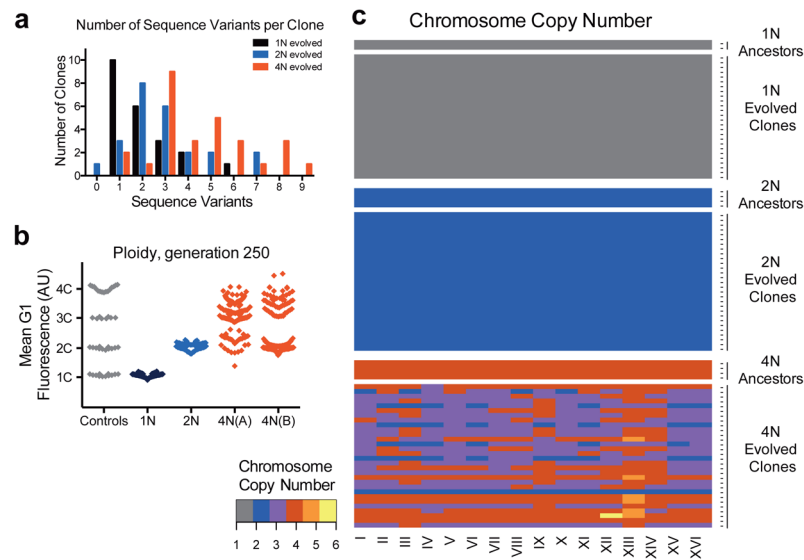 a
Number of Sequence Variants per Clone
1N evolved
2N evolved
4N evolved
Number of Clones
10
8
6
4
2
0
0 1 2 3 4 5 6 7 8 9
Sequence Variants
b
Ploidy, generation 250
Mean G1
Fluorescence (AU)
4C
3C
2C
1C
Controls 1N 2N 4N(A) 4N(B)
Chromosome
Copy Number
1 2 3 4 5 6
c
Chromosome Copy Number
1N
Ancestors
1N
Evolved
Clones
2N
Ancestors
2N
Evolved
Clones
4N
Ancestors
4N
Evolved
Clones
I II III IV V VI VII VIII IX X XI XII XIII XIV XV XVI